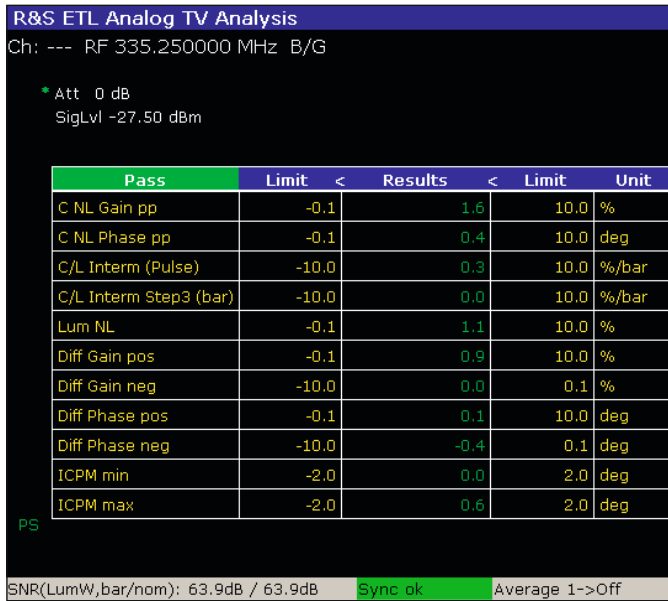 R&S ETL Analog TV Analysis
Ch: --- RF 335.250000 MHz B/G
* Att 0 dB
SigLvl -27.50 dBm
Pass Limit < Results < Limit Unit
C NL Gain pp -0.1 1.6 10.0 %
C NL Phase pp -0.1 0.4 10.0 deg
C/L Interm (Pulse) -10.0 0.3 10.0 %/bar
C/L Interm Step3 (bar) -10.0 0.0 10.0 %/bar
Lum NL -0.1 1.1 10.0 %
Diff Gain pos -0.1 0.9 10.0 %
Diff Gain neg -10.0 0.0 0.1 %
Diff Phase pos -0.1 0.1 10.0 deg
Diff Phase neg -10.0 -0.4 0.1 deg
ICPM min -2.0 0.0 2.0 deg
ICPM max -2.0 0.6 2.0 deg
PS
SNR(LumW,bar/nom): 63.9dB / 63.9dB Sync ok Average 1->Off